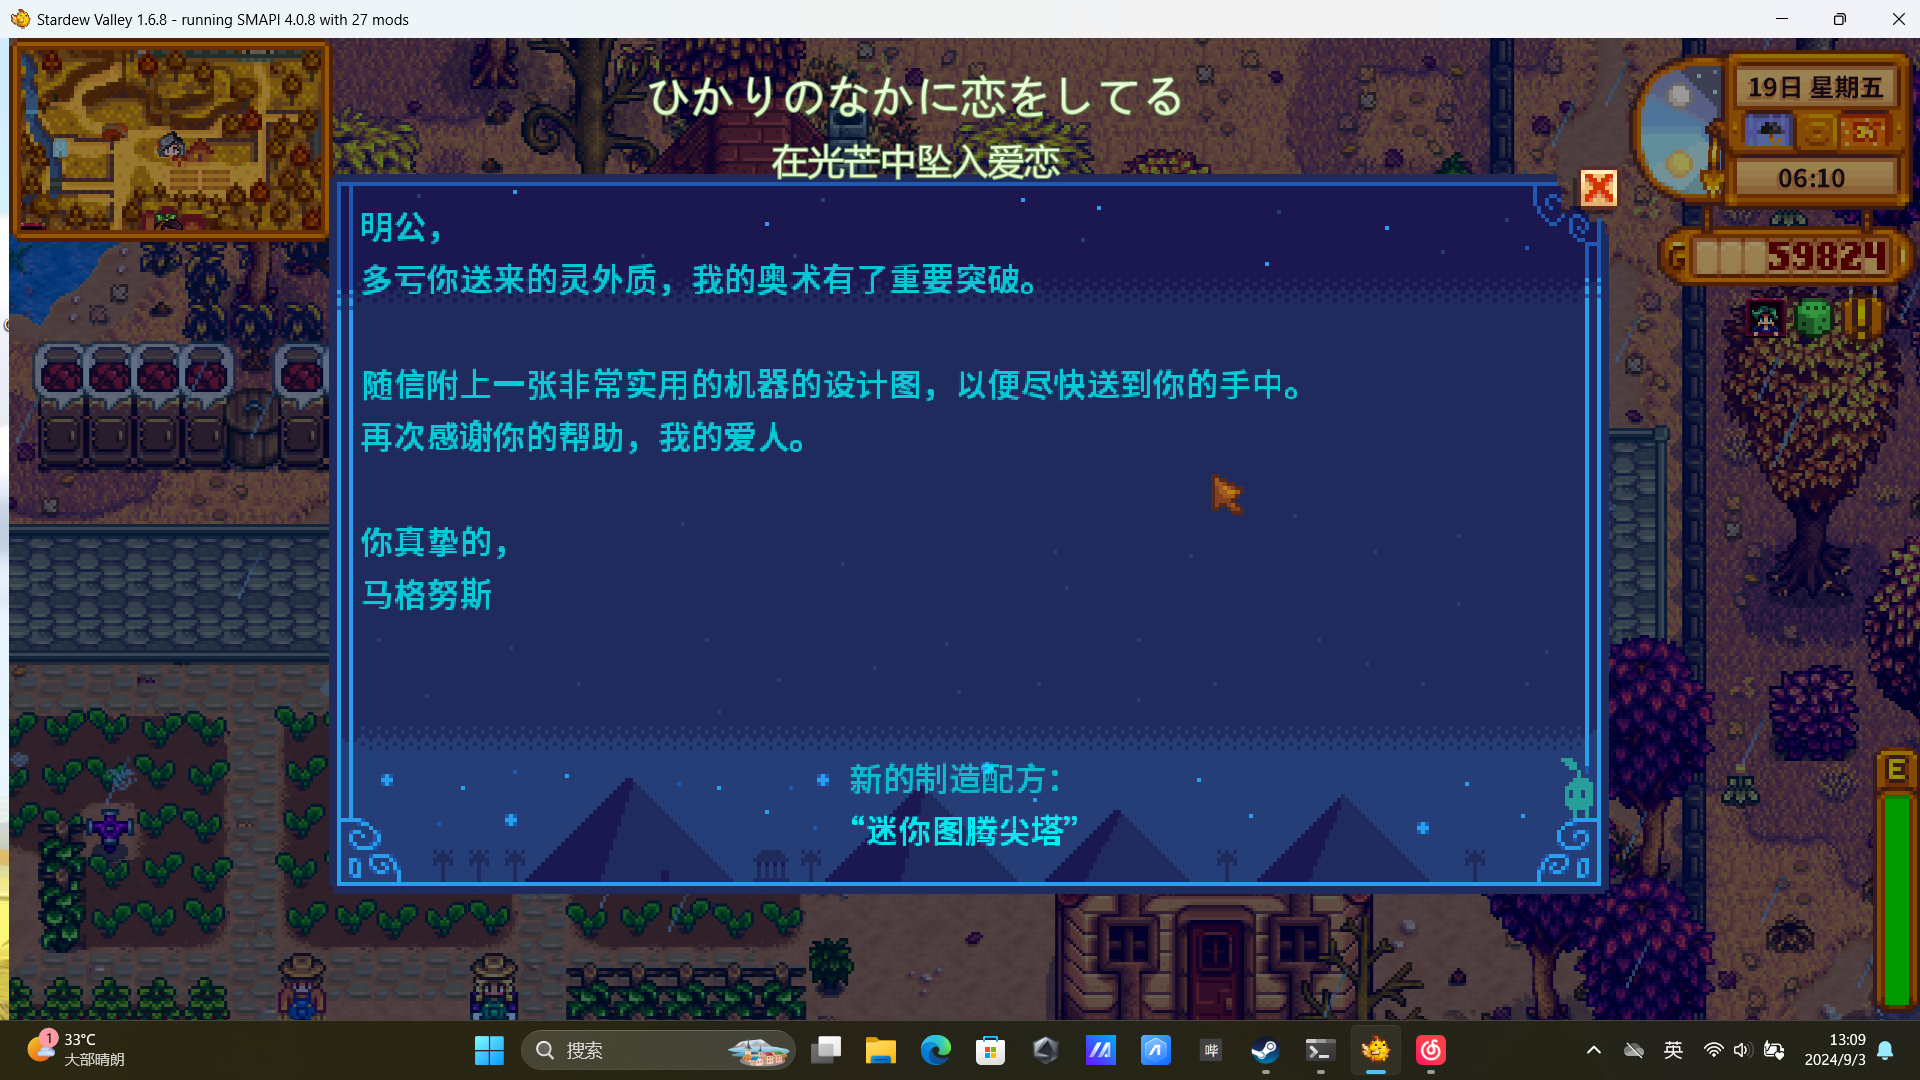 Stardew Valley 1.6.8 - running SMAPI 4.0.8 with 27 mods
ひかりのなかに恋をしてる
在光芒中坠入爱恋
19日 星期五
06:10
59824
明公，
多亏你送来的灵外质，我的奥术有了重要突破。
随信附上一张非常实用的机器的设计图，以便尽快送到你的手中。
再次感谢你的帮助，我的爱人。
你真挚的，
马格努斯
新的制造配方：
“迷你图腾尖塔”
E
1
33°C
大部晴朗
搜索
哔
英
13:09
2024/9/3